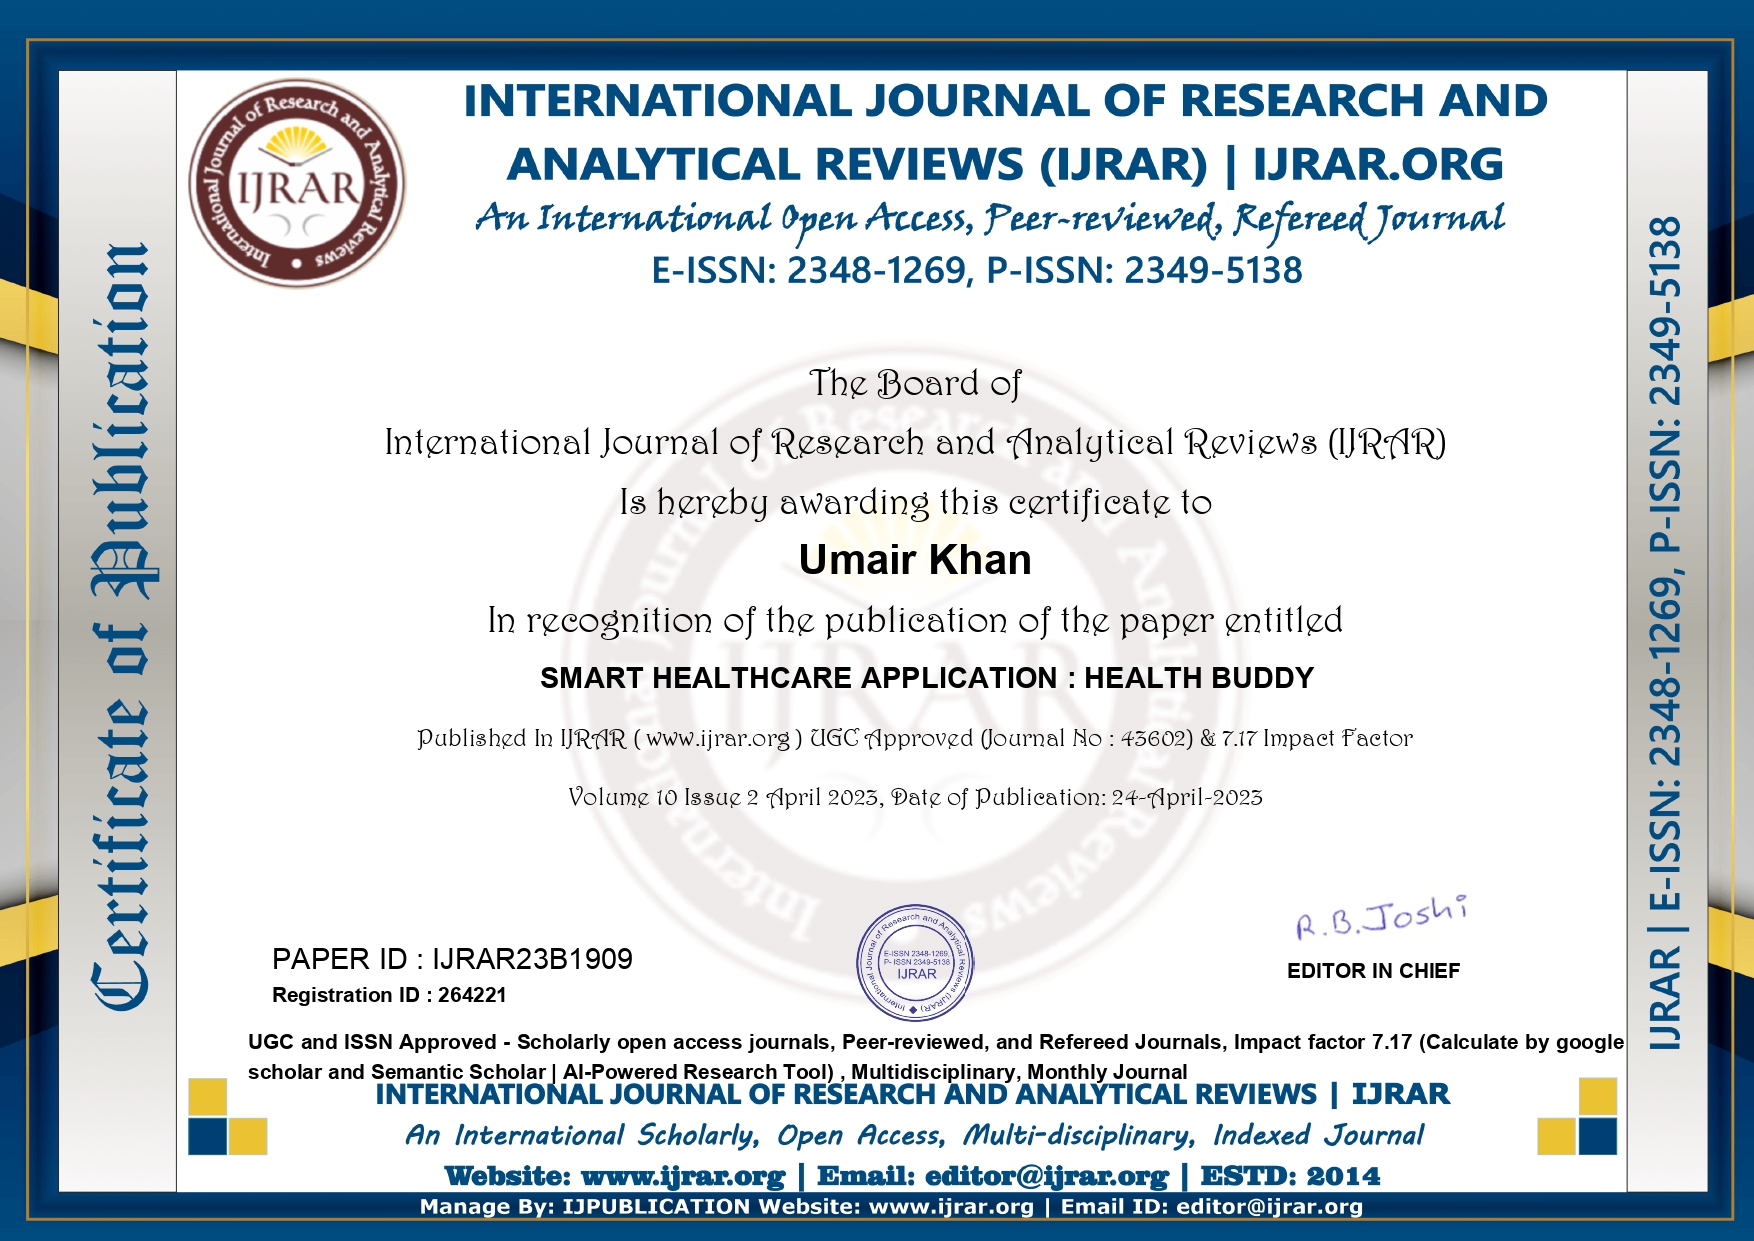 INTERNATIONAL JOURNAL OF RESEARCH AND
ANALYTICAL REVIEWS (IJRAR) | IJRAR.ORG
An International Open Access, Peer-reviewed, Refereed Journal
E-ISSN: 2348-1269, P-ISSN: 2349-5138
International Journal of Research and Analytical Reviews
IJRAR
Certificate of Publication
The Board of
International Journal of Research and Analytical Reviews (IJRAR)
Is hereby awarding this certificate to
Umair Khan
In recognition of the publication of the paper entitled
SMART HEALTHCARE APPLICATION : HEALTH BUDDY
Published In IJRAR ( www.ijrar.org ) UGC Approved (Journal No : 43602) & 7.17 Impact Factor
Volume 10 Issue 2 April 2023, Date of Publication: 24-April-2023
International Journal of Research and Analytical Reviews
IJRAR
PAPER ID : IJRAR23B1909
Registration ID : 264221
International Journal of Research and Analytical Reviews (IJRAR)
E-ISSN 2348-1269,
P- ISSN 2349-5138
IJRAR
R.B.Joshi
EDITOR IN CHIEF
UGC and ISSN Approved - Scholarly open access journals, Peer-reviewed, and Refereed Journals, Impact factor 7.17 (Calculate by google
scholar and Semantic Scholar | AI-Powered Research Tool) , Multidisciplinary, Monthly Journal
INTERNATIONAL JOURNAL OF RESEARCH AND ANALYTICAL REVIEWS | IJRAR
An International Scholarly, Open Access, Multi-disciplinary, Indexed Journal
Website: www.ijrar.org | Email: editor@ijrar.org | ESTD: 2014
Manage By: IJPUBLICATION Website: www.ijrar.org | Email ID: editor@ijrar.org
IJRAR | E-ISSN: 2348-1269, P-ISSN: 2349-5138